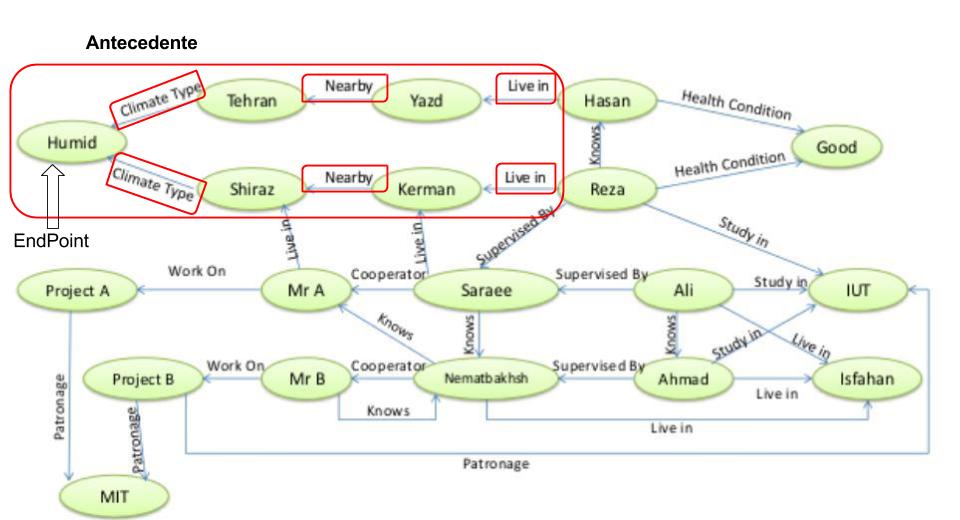 Antecedente
Climate Type
Tehran
Nearby
Yazd
Live in
Hasan
Health Condition
Humid
Knows
Good
Climate Type
Shiraz
Nearby
Kerman
Live in
Reza
Health Condition
EndPoint
Live in
Live in
Supervised By
Study in
Project A
Work On
Mr A
Cooperator
Saraee
Supervised By
Ali
Study in
IUT
Knows
Knows
Knows
Study in
Live in
Project B
Work On
Mr B
Cooperator
Nematbakhsh
Supervised By
Ahmad
Live in
Isfahan
Knows
Live in
Patronage
Patronage
Patronage
MIT